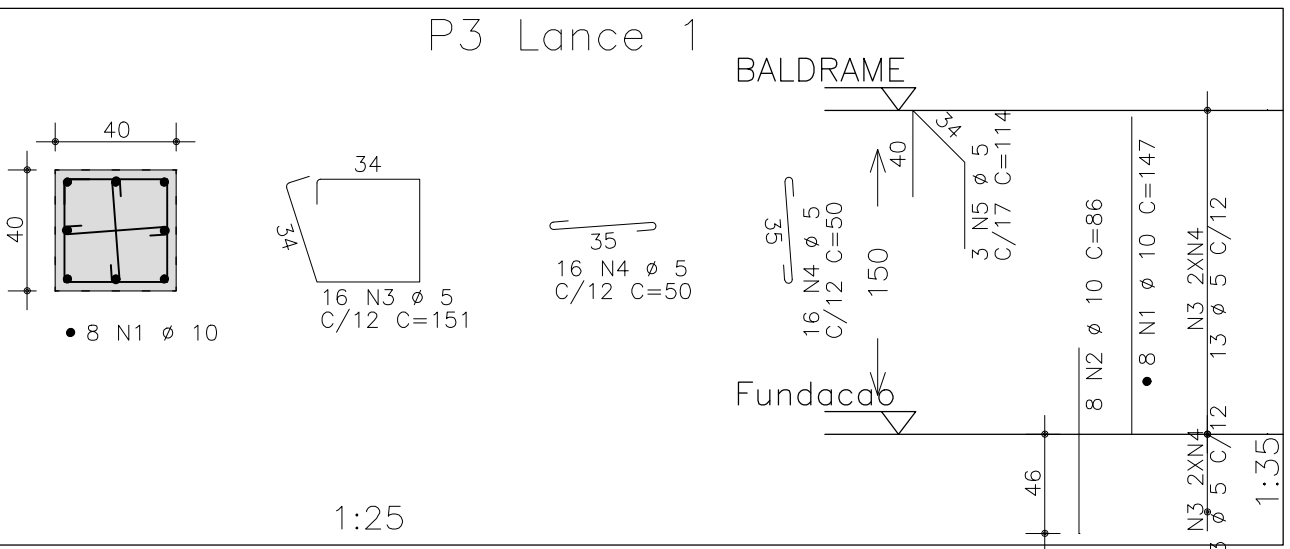 P3 Lance 1
40
40
• 8 N1 ø 10
34
34
16 N3 ø 5
C/12 C=151
35
16 N4 ø 5
C/12 C=50
1:25
BALDRAME
Fundacao
35
16 N4 ø 5
C/12 C=50
150
40
34
3 N5 ø 5
C/17 C=114
46
8 N2 ø 10 C=86
• 8 N1 ø 10 C=147
N3 2XN4
13 ø 5 C/12
N3 2XN4
3 ø 5 C/12
1:35